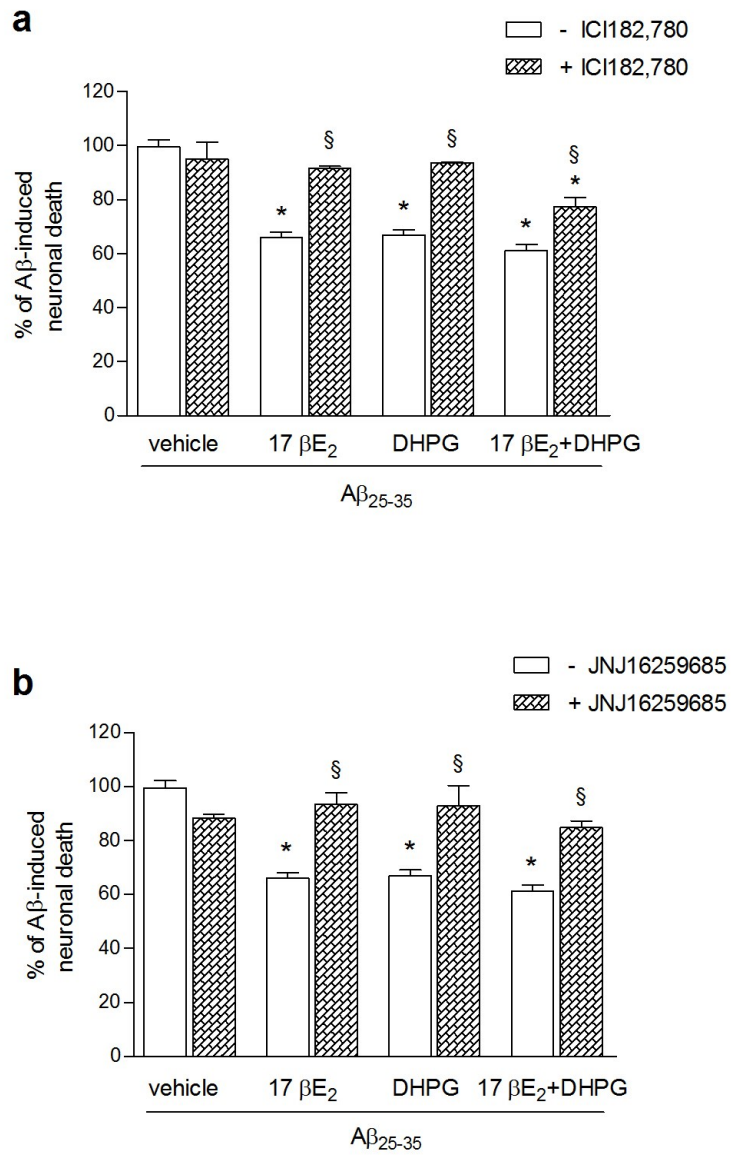 a
- ICI182,780
+ ICI182,780
120
100
80
60
40
20
0
% of Aβ-induced
neuronal death
*
§
*
§
*
§
*
vehicle 17 βE₂ DHPG 17 βE₂+DHPG
Aβ₂₅₋₃₅
b
- JNJ16259685
+ JNJ16259685
120
100
80
60
40
20
0
% of Aβ-induced
neuronal death
*
§
*
§
*
§
vehicle 17 βE₂ DHPG 17 βE₂+DHPG
Aβ₂₅₋₃₅